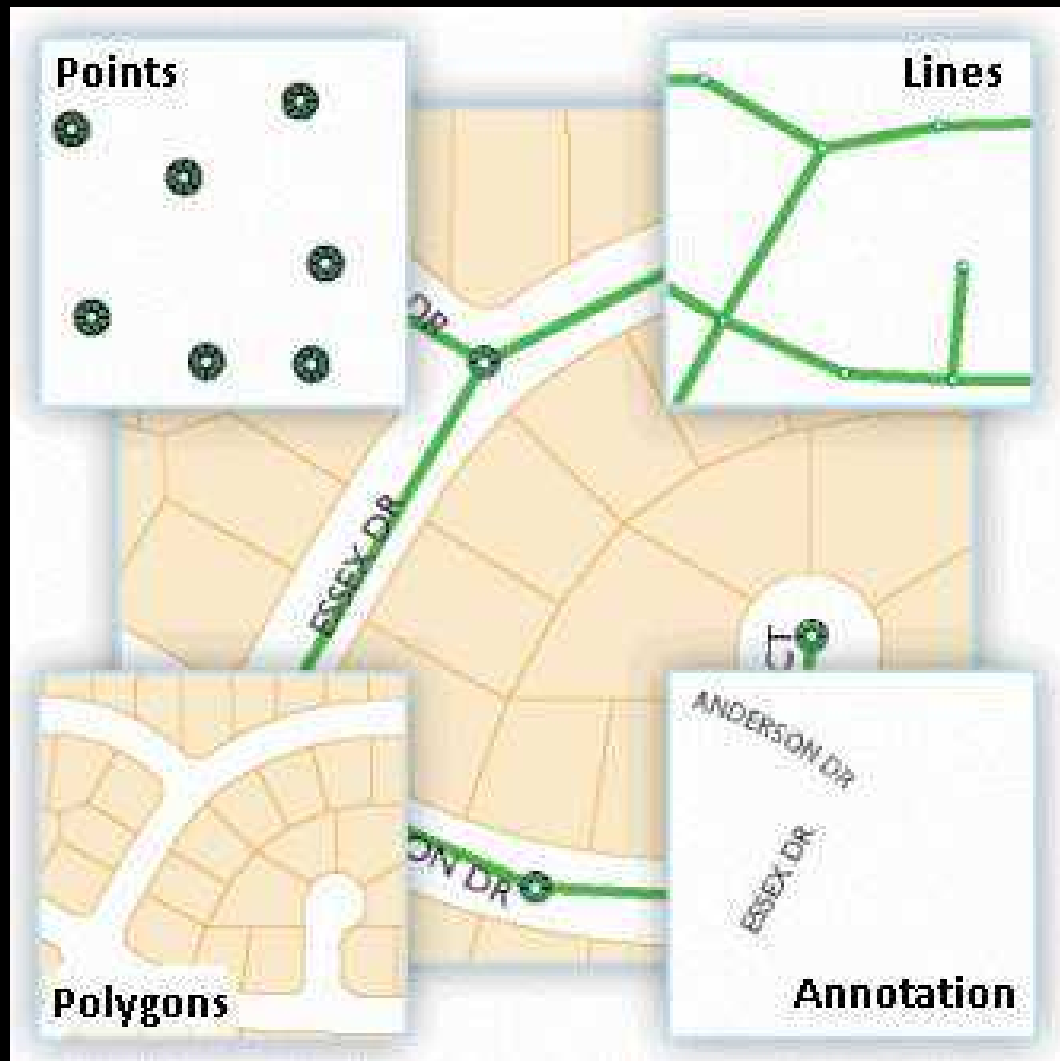 Points
Lines
DR
ESSEX DR
CT
ANDERSON DR
ESSEX DR
ON DR
Polygons
Annotation